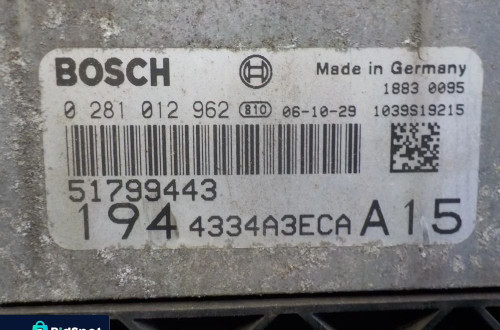 BOSCH Made in Germany
1883 0095
0 281 012 962 810 06-10-29 1039S19215
51799443
194 4334A3ECA A15
BidSpot